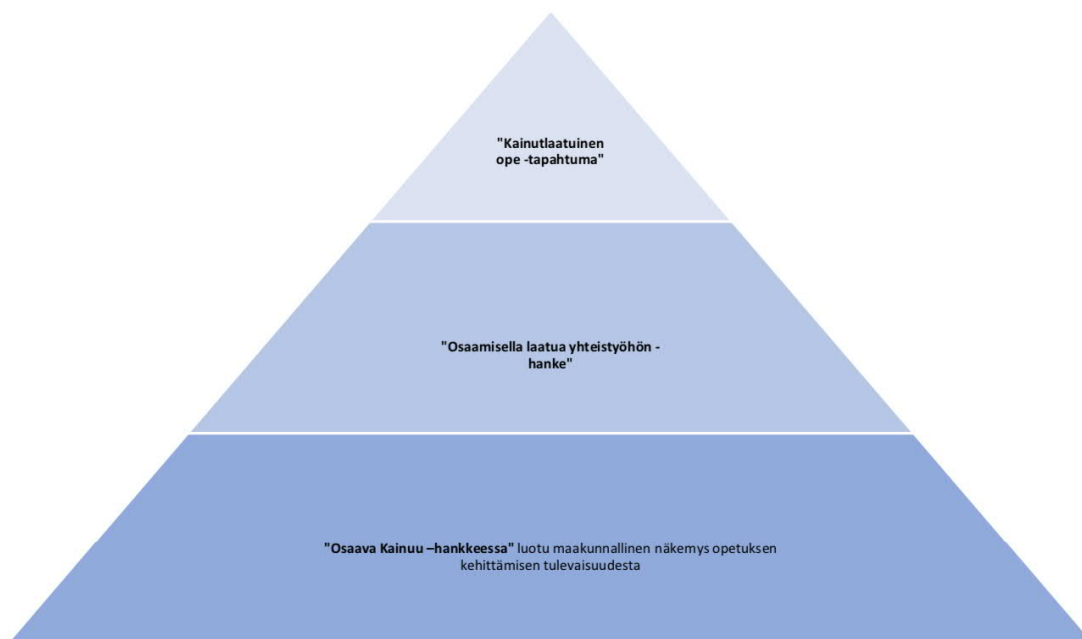 "Kainutlaatuinen
ope -tapahtuma"
"Osaamisella laatua yhteistyöhön -
hanke"
"Osaava Kainuu –hankkeessa" luotu maakunnallinen näkemys opetuksen
kehittämisen tulevaisuudesta